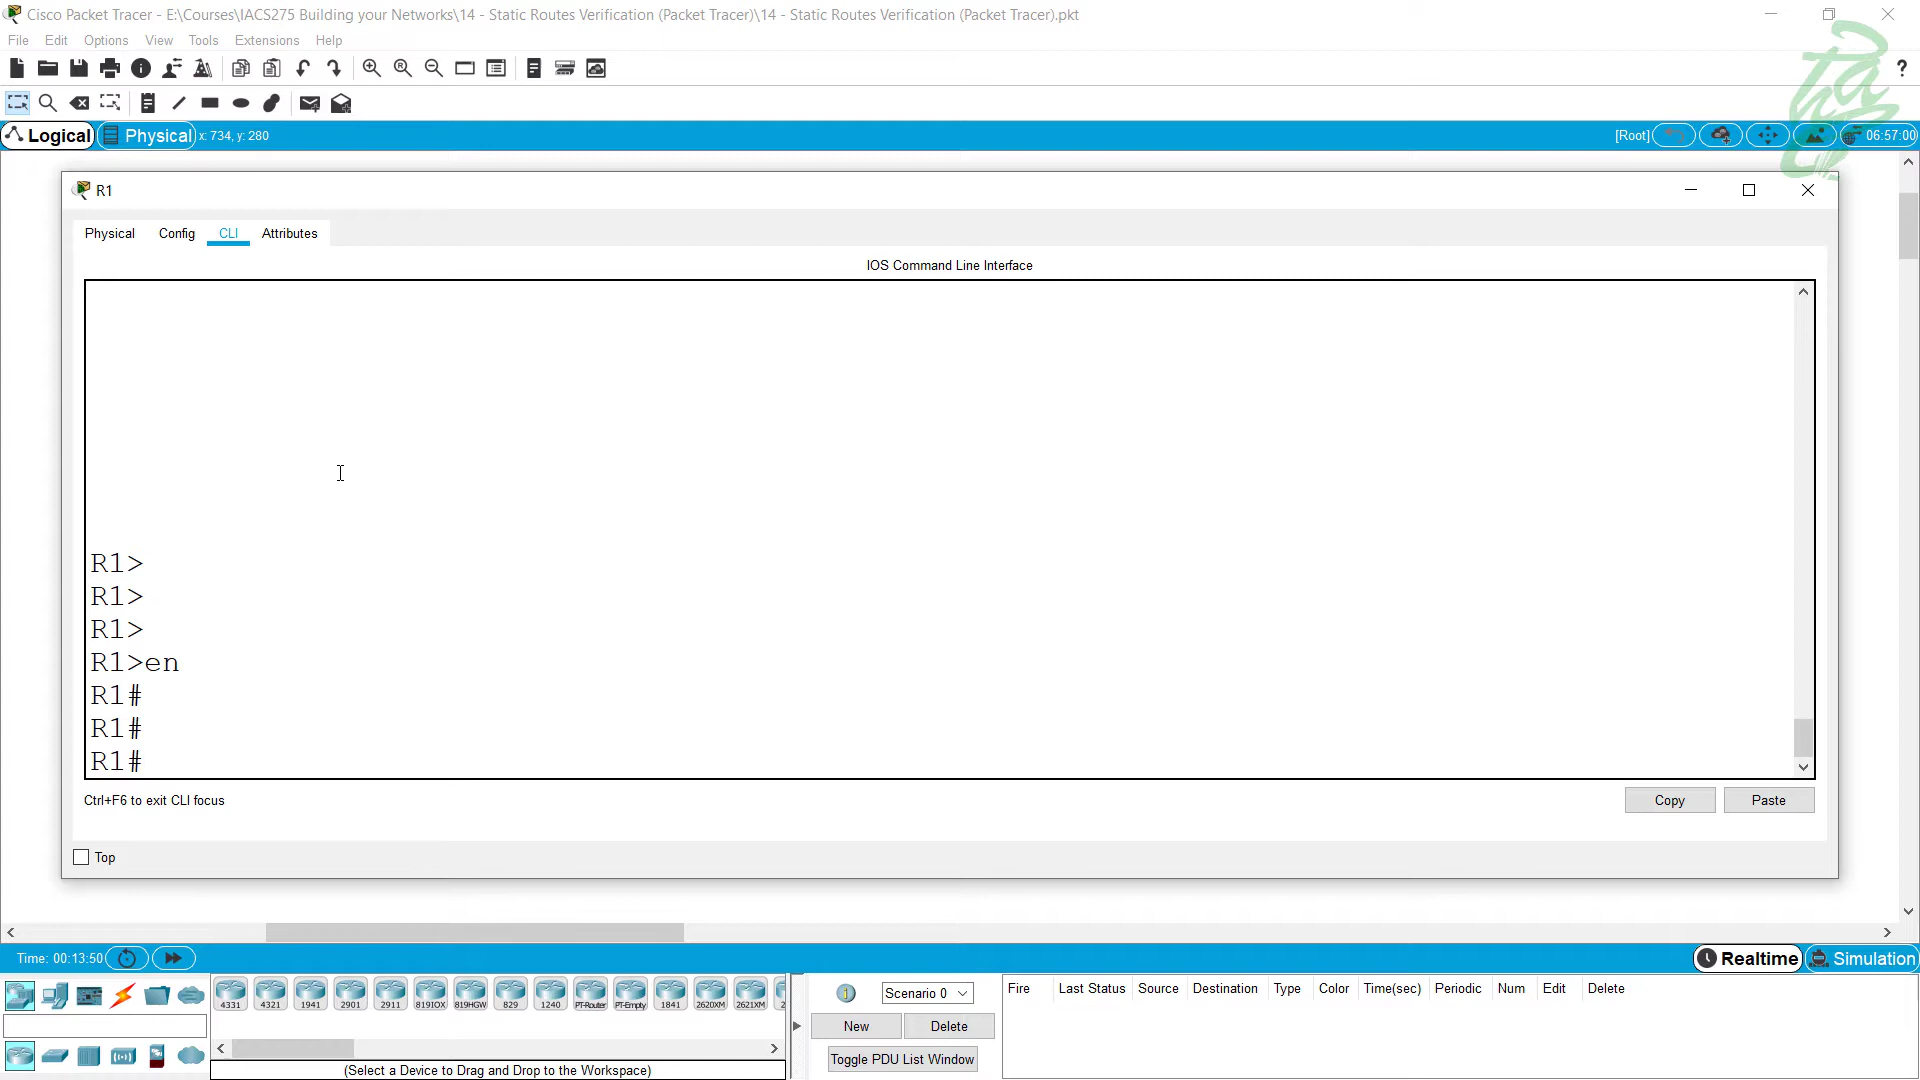 Cisco Packet Tracer - E:\Courses\IACS275 Building your Networks\14 - Static Routes Verification (Packet Tracer)\14 - Static Routes Verification (Packet Tracer).pkt
File Edit Options View Tools Extensions Help
?
Logical Physical x: 734, y: 280 [Root] 06:57:00
R1
Physical Config CLI Attributes
IOS Command Line Interface
R1>
R1>
R1>
R1>en
R1#
R1#
R1#
Ctrl+F6 to exit CLI focus Copy Paste
Top
Time: 00:13:50 Realtime Simulation
4331 4321 1941 2901 2911 819IOX 819HGW 829 1240 PT-Router PT-Empty 1841 2620XM 2621XM 2
Scenario 0
Fire Last Status Source Destination Type Color Time(sec) Periodic Num Edit Delete
New Delete
Toggle PDU List Window
(Select a Device to Drag and Drop to the Workspace)